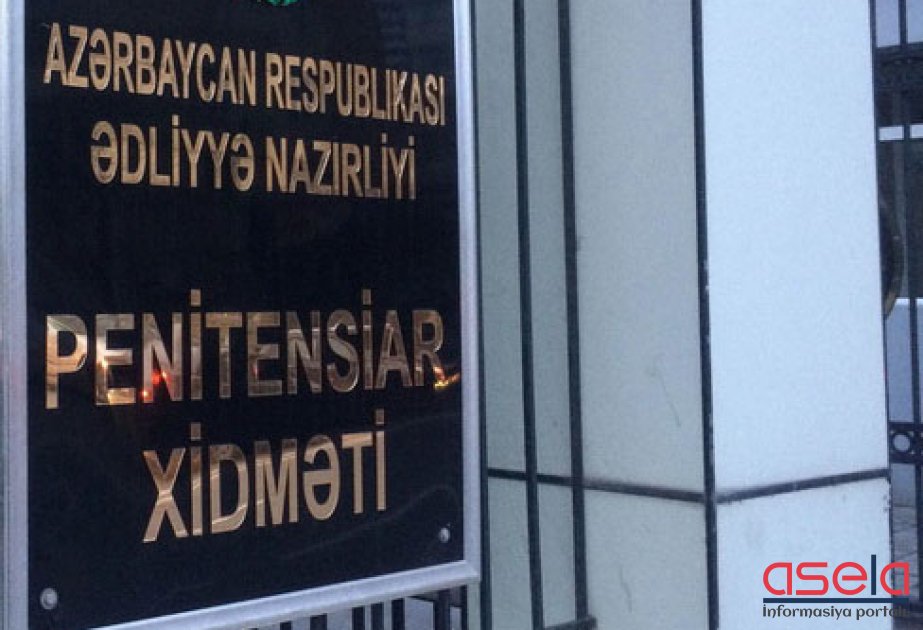 AZƏRBAYCAN RESPUBLİKASI
ƏDLİYYƏ NAZİRLİYİ
PENİTENSİAR
XİDMƏTİ
asela
İnformasiya portalı